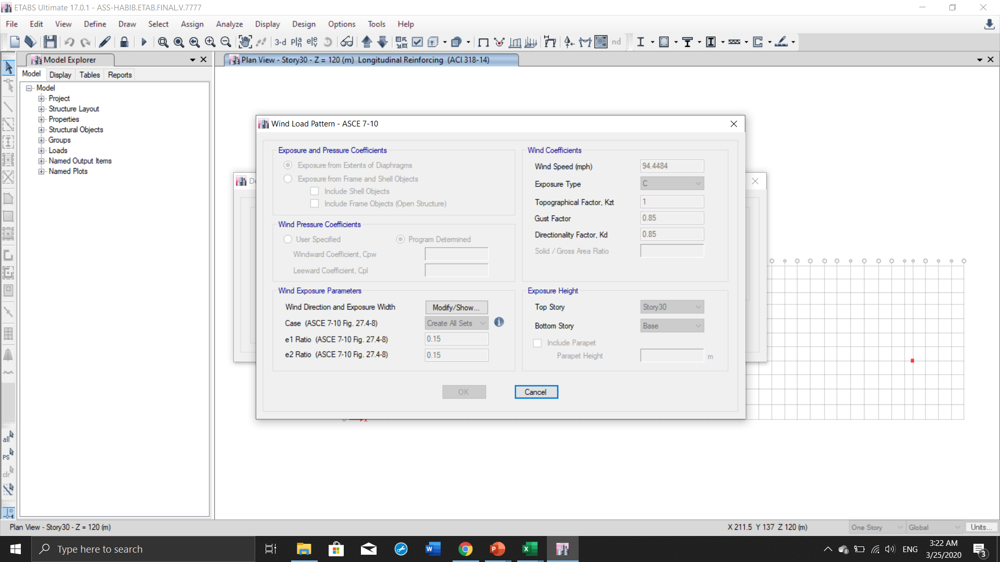 ETABS Ultimate 17.0.1 - ASS-HABIB.ETAB.FINAL.V.7777
File Edit View Define Draw Select Assign Analyze Display Design Options Tools Help
3-d nd
Model Explorer
Plan View - Story30 - Z = 120 (m) Longitudinal Reinforcing (ACI 318-14)
Model Display Tables Reports
Model
Project
Structure Layout
Properties
Structural Objects
Groups
Loads
Named Output Items
Named Plots
Wind Load Pattern - ASCE 7-10
Exposure and Pressure Coefficients
Exposure from Extents of Diaphragms
Exposure from Frame and Shell Objects
Include Shell Objects
Include Frame Objects (Open Structure)
Wind Pressure Coefficients
User Specified Program Determined
Windward Coefficient, Cpw
Leeward Coefficient, Cpl
Wind Exposure Parameters
Wind Direction and Exposure Width Modify/Show...
Case (ASCE 7-10 Fig. 27.4-8) Create All Sets
e1 Ratio (ASCE 7-10 Fig. 27.4-8) 0.15
e2 Ratio (ASCE 7-10 Fig. 27.4-8) 0.15
Wind Coefficients
Wind Speed (mph) 94.4484
Exposure Type C
Topographical Factor, Kzt 1
Gust Factor 0.85
Directionality Factor, Kd 0.85
Solid / Gross Area Ratio
Exposure Height
Top Story Story30
Bottom Story Base
Include Parapet
Parapet Height m
OK Cancel
X
all
PS
clr
Plan View - Story30 - Z = 120 (m) X 211.5 Y 137 Z 120 (m) One Story Global Units...
Type here to search
ENG
3:22 AM
3/25/2020
3